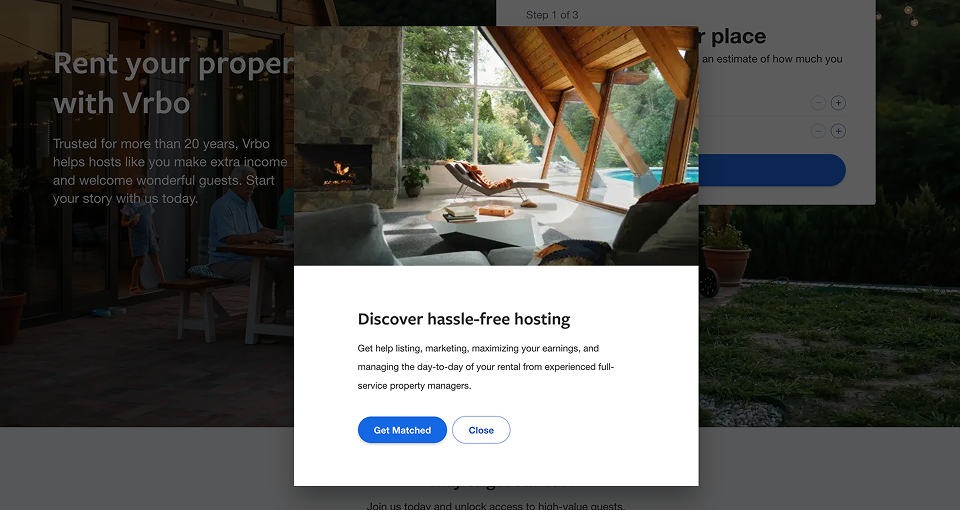 Step 1 of 3
Rent your proper
with Vrbo
r place
an estimate of how much you
Trusted for more than 20 years, Vrbo
helps hosts like you make extra income
and welcome wonderful guests. Start
your story with us today.
Discover hassle-free hosting
Get help listing, marketing, maximizing your earnings, and
managing the day-to-day of your rental from experienced full-
service property managers.
Get Matched
Close
Join us today and unlock access to high-value guests.